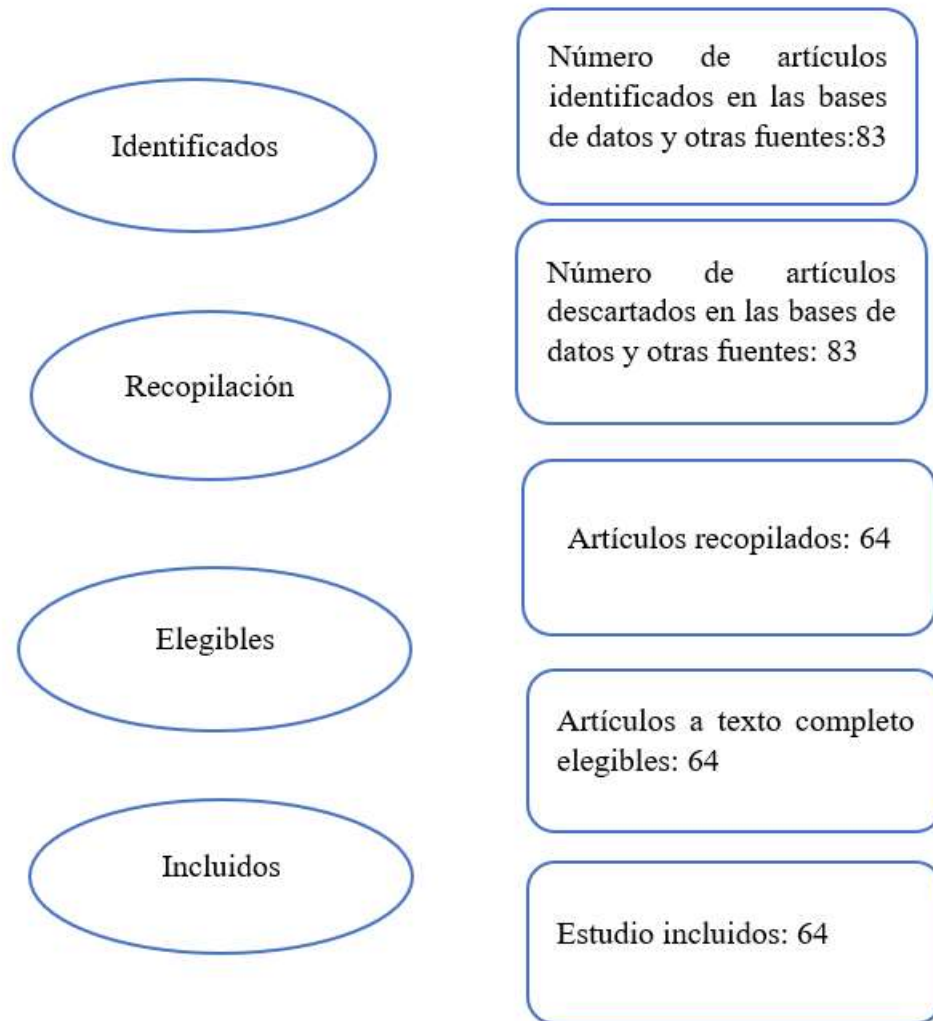 Número de artículos
identificados en las bases
de datos y otras fuentes:83
Identificados
Número de artículos
descartados en las bases de
datos y otras fuentes: 83
Recopilación
Artículos recopilados: 64
Elegibles
Artículos a texto completo
elegibles: 64
Incluidos
Estudio incluidos: 64